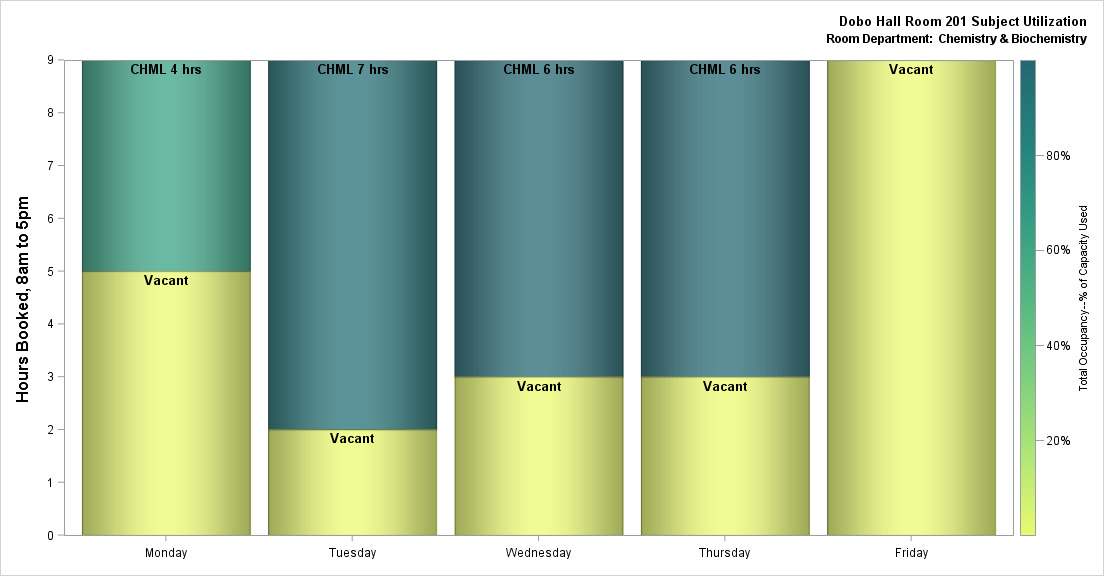 Dobo Hall Room 201 Subject Utilization
Room Department: Chemistry & Biochemistry
Hours Booked, 8am to 5pm
9
8
7
6
5
4
3
2
1
0
CHML 4 hrs
Vacant
CHML 7 hrs
Vacant
CHML 6 hrs
Vacant
CHML 6 hrs
Vacant
Vacant
Monday
Tuesday
Wednesday
Thursday
Friday
80%
60%
40%
20%
Total Occupancy--% of Capacity Used